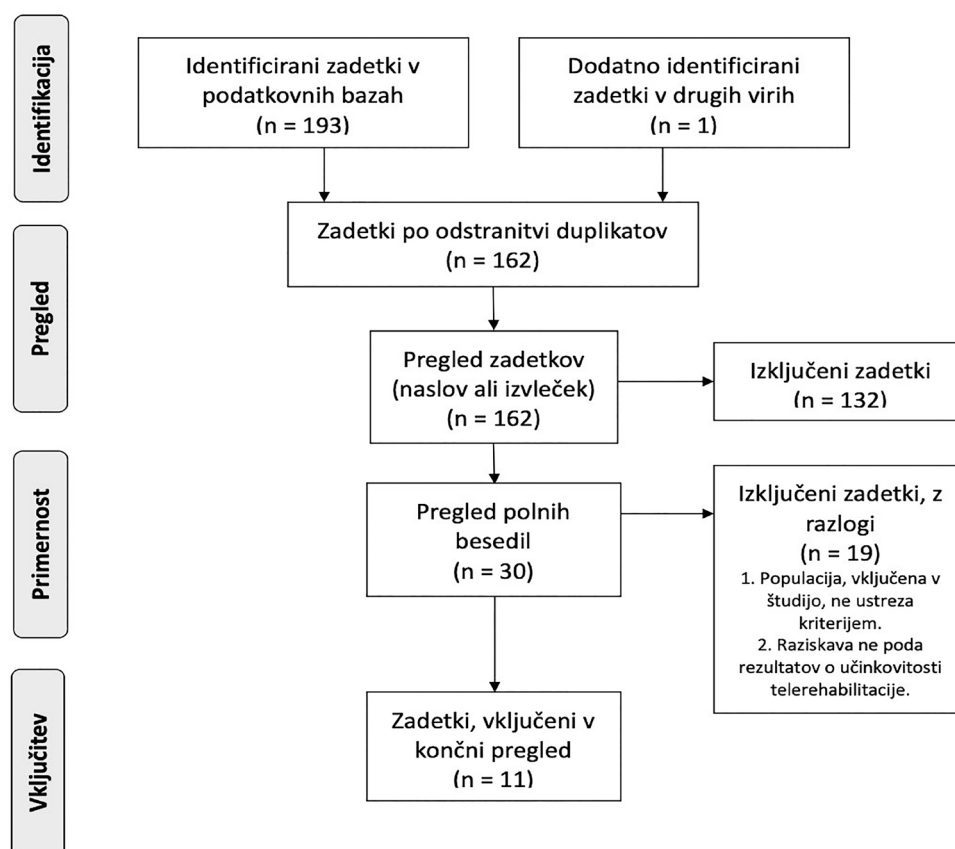 Identifikacija
Identificirani zadetki v
podatkovnih bazah
(n = 193)
Dodatno identificirani
zadetki v drugih virih
(n = 1)
Zadetki po odstranitvi duplikatov
(n = 162)
Pregled
Pregled zadetkov
(naslov ali izvleček)
n = 162)
Izključeni zadetki
n = 132)
Primernost
Pregled polnih
besedil
(n = 30)
Izključeni zadetki, z
razlogi
(n = 19)
1. Populacija, vključena v
študijo, ne ustreza
kriterijem.
2. Raziskava ne poda
rezultatov o učinkovitosti
telerehabilitacije.
Vključitev
Zadetki, vključeni v
končni pregled
(n = 11)